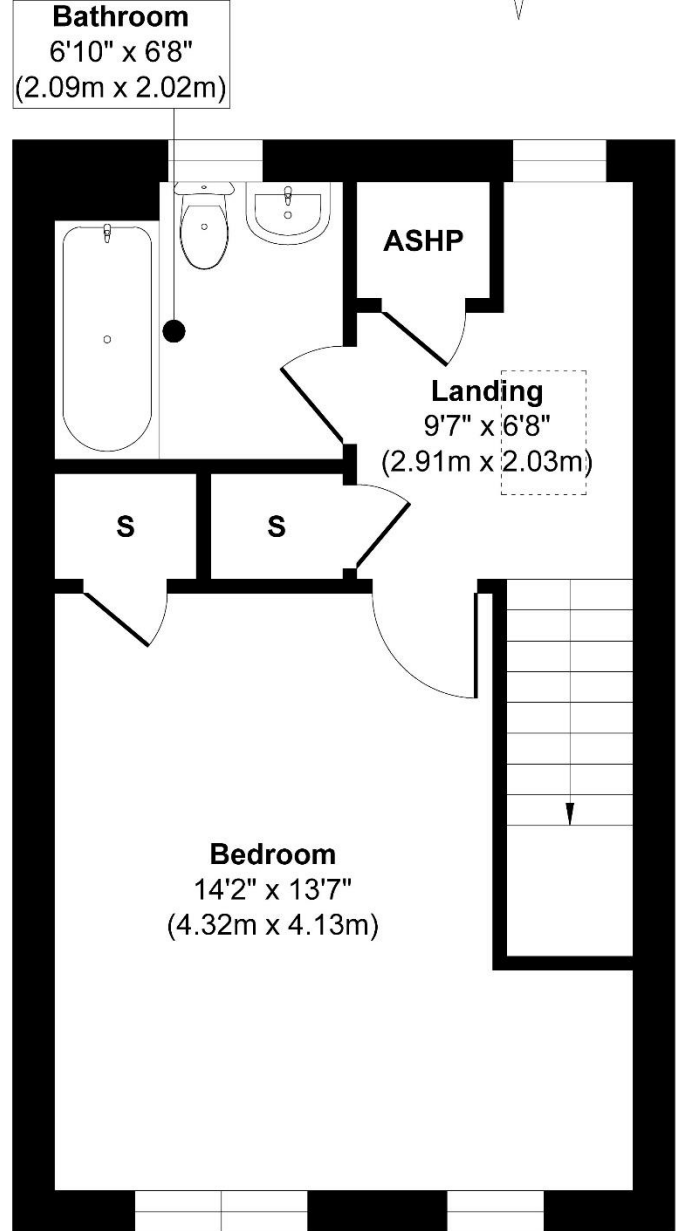 Bathroom
6'10" x 6'8"
(2.09m x 2.02m)
ASHP
Landing
9'7" x 6'8"
(2.91m x 2.03m)
S
S
Bedroom
14'2" x 13'7"
(4.32m x 4.13m)